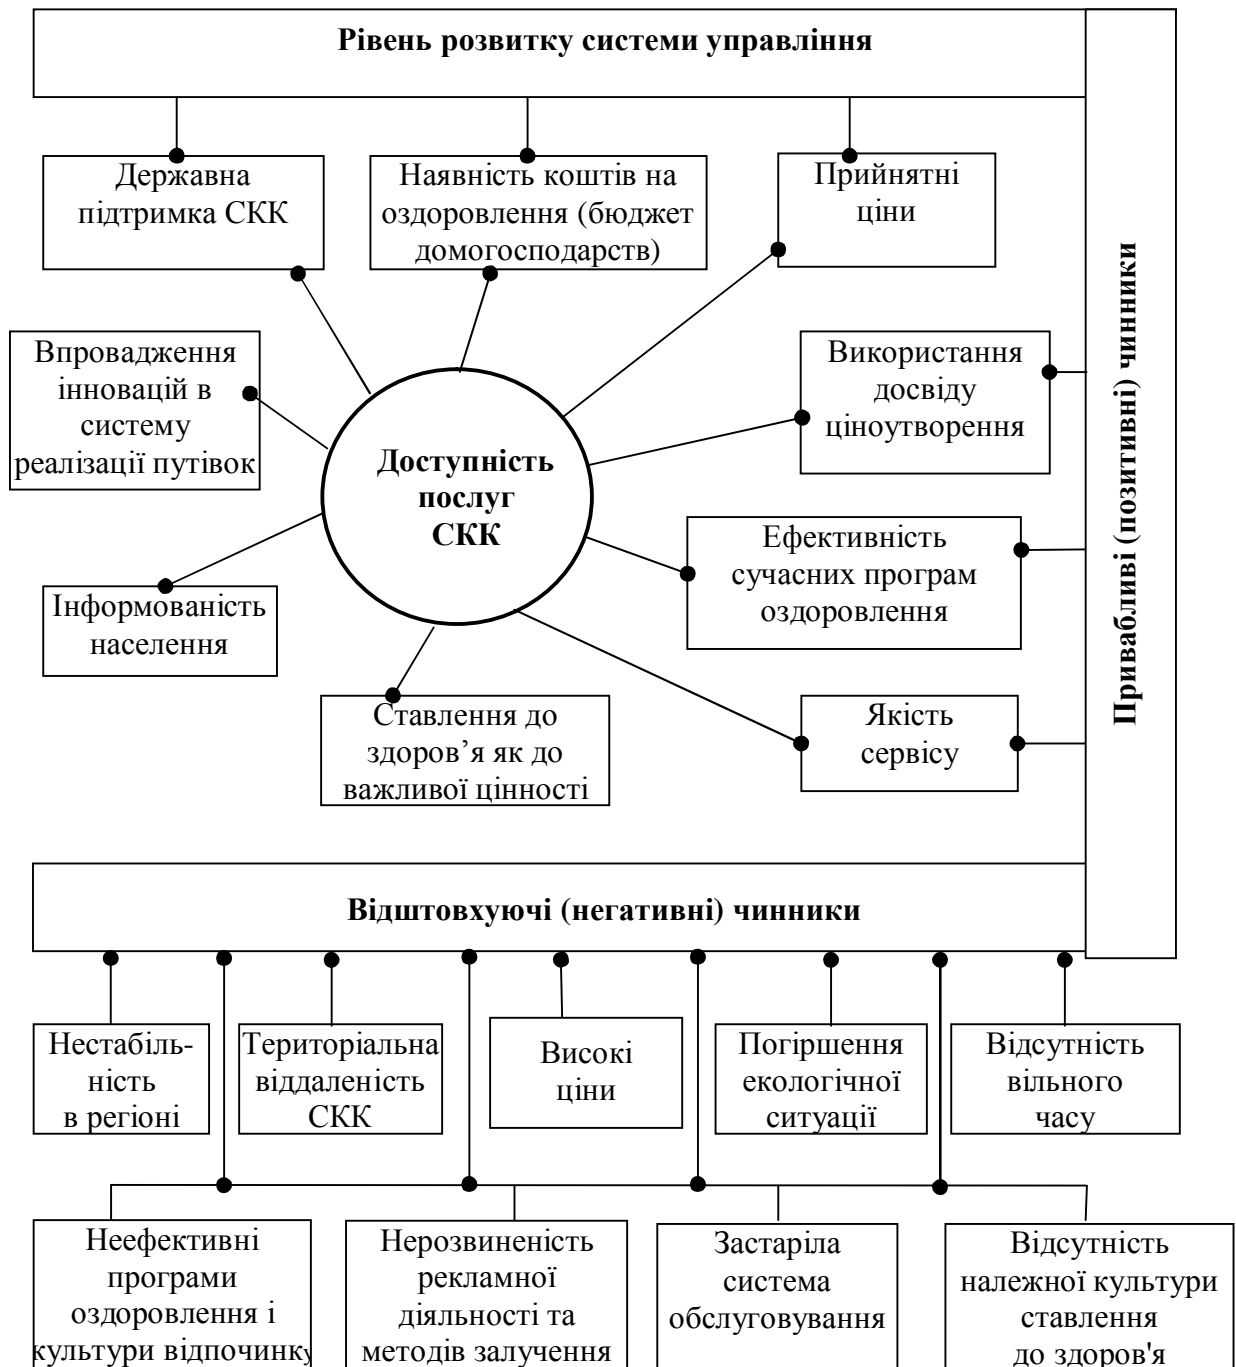 Рівень розвитку системи управління
Державна
підтримка СКК
Наявність коштів на
оздоровлення (бюджет
домогосподарств)
Прийнятні
ціни
Привабливі (позитивні) чинники
Впровадження
інновацій в
систему
реалізації путівок
Використання
досвіду
ціноутворення
Доступність
послуг
СКК
Ефективність
сучасних програм
оздоровлення
Інформованість
населення
Ставлення до
здоров’я як до
важливої цінності
Якість
сервісу
Відштовхуючі (негативні) чинники
Нестабіль-
ність
в регіоні
Територіальна
віддаленість
СКК
Високі
ціни
Погіршення
екологічної
ситуації
Відсутність
вільного
часу
Неефективні
програми
оздоровлення і
культури відпочинку
Нерозвиненість
рекламної
діяльності та
методів залучення
Застаріла
система
обслуговування
Відсутність
належної культури
ставлення
до здоров'я